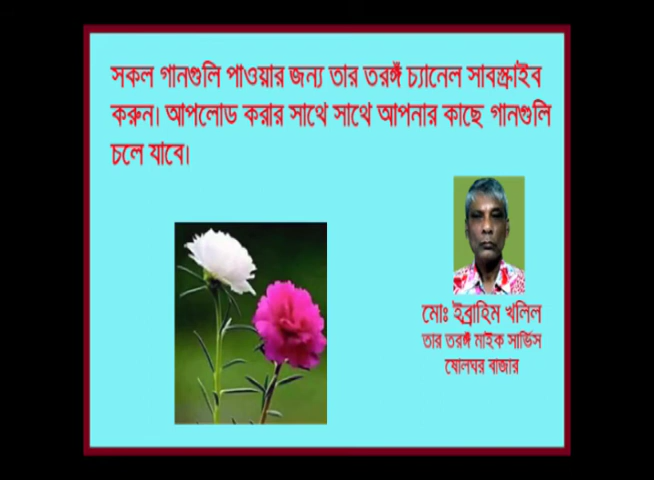 সকল গানগুলি পাওয়ার জন্য তার তরঙ্গঁ চ্যানেল সাবস্ক্রাইব
করুন। আপলোড করার সাথে সাথে আপনার কাছে গানগুলি
চলে যাবে।
মোঃ ইব্রাহিম খলিল
তার তরঙ্গঁ মাইক সার্ভিস
ষোলঘর বাজার